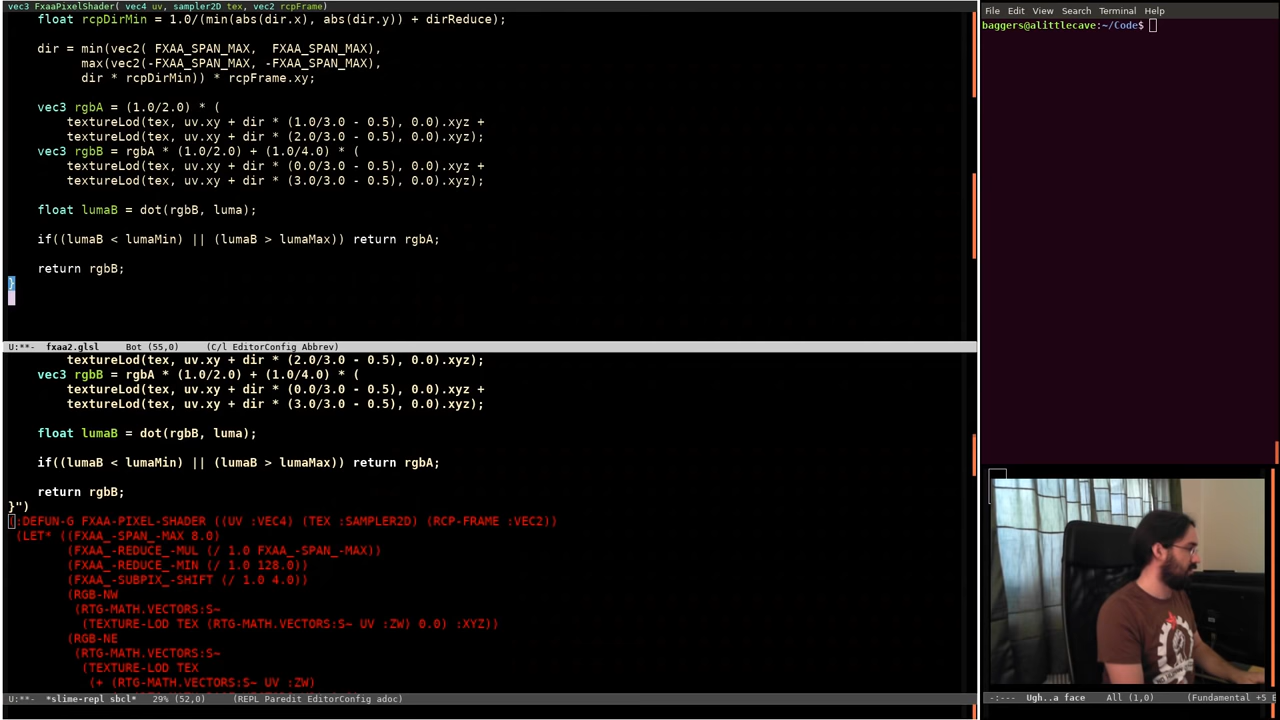 vec3 FxaaPixelShader( vec4 uv, sampler2D tex, vec2 rcpFrame)
float rcpDirMin = 1.0/(min(abs(dir.x), abs(dir.y)) + dirReduce);
dir = min(vec2( FXAA_SPAN_MAX,  FXAA_SPAN_MAX),
max(vec2(-FXAA_SPAN_MAX, -FXAA_SPAN_MAX),
dir * rcpDirMin)) * rcpFrame.xy;
vec3 rgbA = (1.0/2.0) * (
textureLod(tex, uv.xy + dir * (1.0/3.0 - 0.5), 0.0).xyz +
textureLod(tex, uv.xy + dir * (2.0/3.0 - 0.5), 0.0).xyz);
vec3 rgbB = rgbA * (1.0/2.0) + (1.0/4.0) * (
textureLod(tex, uv.xy + dir * (0.0/3.0 - 0.5), 0.0).xyz +
textureLod(tex, uv.xy + dir * (3.0/3.0 - 0.5), 0.0).xyz);
float lumaB = dot(rgbB, luma);
if((lumaB < lumaMin) || (lumaB > lumaMax)) return rgbA;
return rgbB;
}
U:**-  fxaa2.glsl     Bot (55,0)     (C/l EditorConfig Abbrev)
textureLod(tex, uv.xy + dir * (2.0/3.0 - 0.5), 0.0).xyz);
vec3 rgbB = rgbA * (1.0/2.0) + (1.0/4.0) * (
textureLod(tex, uv.xy + dir * (0.0/3.0 - 0.5), 0.0).xyz +
textureLod(tex, uv.xy + dir * (3.0/3.0 - 0.5), 0.0).xyz);
float lumaB = dot(rgbB, luma);
if((lumaB < lumaMin) || (lumaB > lumaMax)) return rgbA;
return rgbB;
}")
(:DEFUN-G FXAA-PIXEL-SHADER ((UV :VEC4) (TEX :SAMPLER2D) (RCP-FRAME :VEC2))
(LET* ((FXAA_-SPAN_-MAX 8.0)
(FXAA_-REDUCE_-MUL (/ 1.0 FXAA_-SPAN_-MAX))
(FXAA_-REDUCE_-MIN (/ 1.0 128.0))
(FXAA_-SUBPIX_-SHIFT (/ 1.0 4.0))
(RGB-NW
(RTG-MATH.VECTORS:S~
(TEXTURE-LOD TEX (RTG-MATH.VECTORS:S~ UV :ZW) 0.0) :XYZ))
(RGB-NE
(RTG-MATH.VECTORS:S~
(TEXTURE-LOD TEX
(+ (RTG-MATH.VECTORS:S~ UV :ZW)
U:**-  *slime-repl sbcl*   29% (52,0)     (REPL Paredit EditorConfig adoc)
File  Edit  View  Search  Terminal  Help
baggers@alittlecave:~/Code$
-:---  Ugh..a face    All (1,0)      (Fundamental +5 E